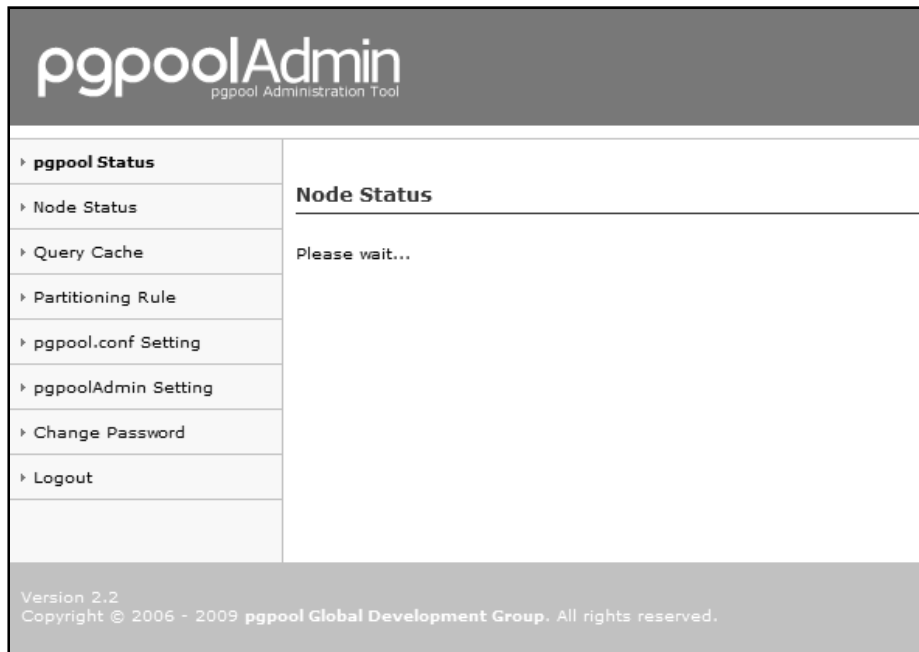 pgpoolAdmin
pgpool Administration Tool
pgpool Status
Node Status
Query Cache
Partitioning Rule
pgpool.conf Setting
pgpoolAdmin Setting
Change Password
Logout
Node Status
Please wait...
Version 2.2
Copyright © 2006 - 2009 pgpool Global Development Group. All rights reserved.